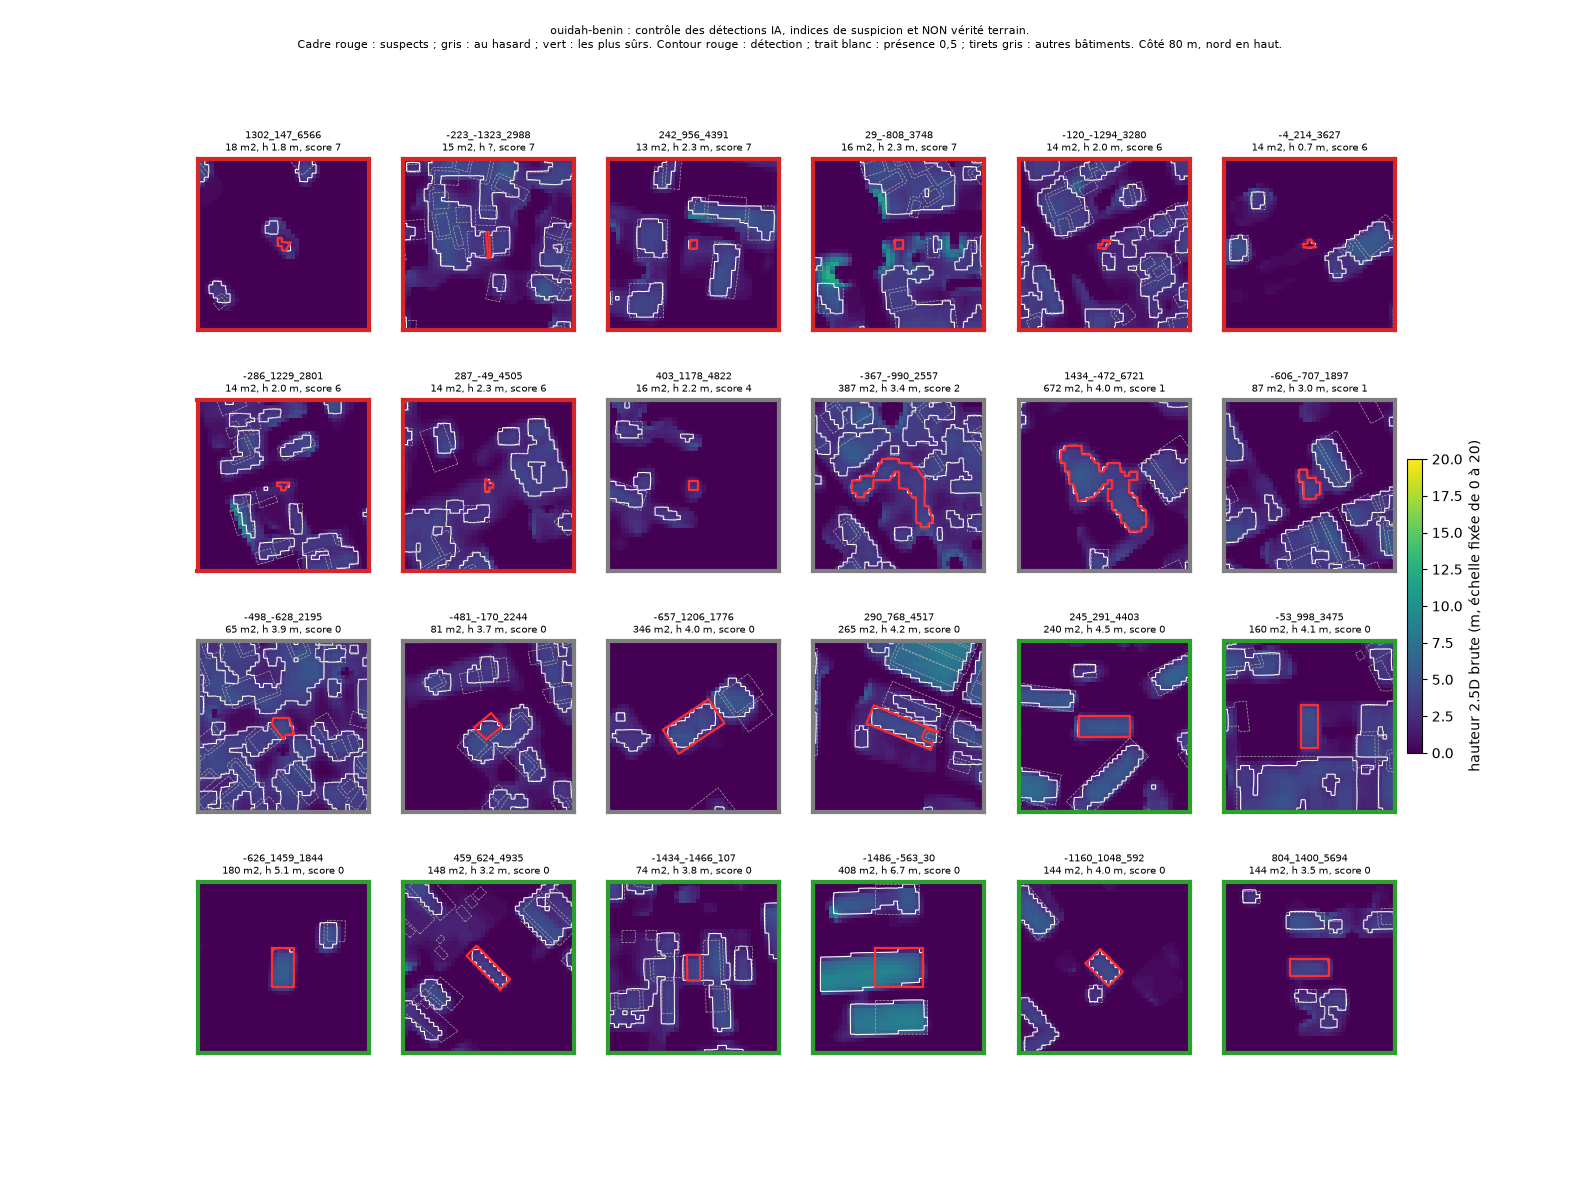 ouidah-benin : contrôle des détections IA, indices de suspicion et NON vérité terrain.
Cadre rouge : suspects ; gris : au hasard ; vert : les plus sûrs. Contour rouge : détection ; trait blanc : présence 0,5 ; tirets gris : autres bâtiments. Côté 80 m, nord en haut.
1302_147_6566
18 m2, h 1.8 m, score 7
-223_-1323_2988
15 m2, h ?, score 7
242_956_4391
13 m2, h 2.3 m, score 7
29_-808_3748
16 m2, h 2.3 m, score 7
-120_-1294_3280
14 m2, h 2.0 m, score 6
-4_214_3627
14 m2, h 0.7 m, score 6
-286_1229_2801
14 m2, h 2.0 m, score 6
287_-49_4505
14 m2, h 2.3 m, score 6
403_1178_4822
16 m2, h 2.2 m, score 4
-367_-990_2557
387 m2, h 3.4 m, score 2
1434_-472_6721
672 m2, h 4.0 m, score 1
-606_-707_1897
87 m2, h 3.0 m, score 1
-498_-628_2195
65 m2, h 3.9 m, score 0
-481_-170_2244
81 m2, h 3.7 m, score 0
-657_1206_1776
346 m2, h 4.0 m, score 0
290_768_4517
265 m2, h 4.2 m, score 0
245_291_4403
240 m2, h 4.5 m, score 0
-53_998_3475
160 m2, h 4.1 m, score 0
-626_1459_1844
180 m2, h 5.1 m, score 0
459_624_4935
148 m2, h 3.2 m, score 0
-1434_-1466_107
74 m2, h 3.8 m, score 0
-1486_-563_30
408 m2, h 6.7 m, score 0
-1160_1048_592
144 m2, h 4.0 m, score 0
804_1400_5694
144 m2, h 3.5 m, score 0
20.0
17.5
15.0
12.5
10.0
7.5
5.0
2.5
0.0
hauteur 2.5D brute (m, échelle fixée de 0 à 20)